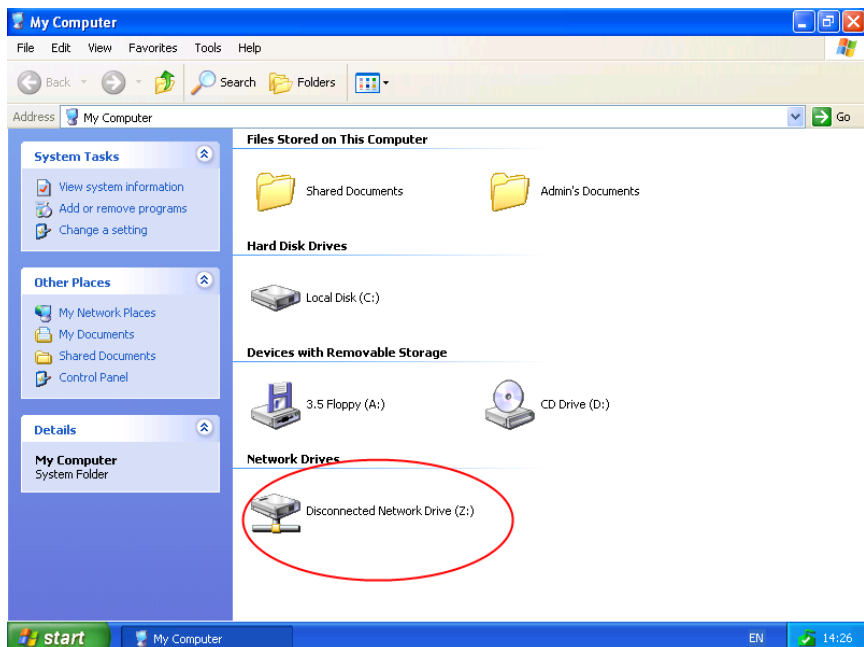 My Computer
File Edit View Favorites Tools Help
Back Search Folders
Address My Computer Go
System Tasks
View system information
Add or remove programs
Change a setting
Other Places
My Network Places
My Documents
Shared Documents
Control Panel
Details
My Computer
System Folder
Files Stored on This Computer
Shared Documents Admin's Documents
Hard Disk Drives
Local Disk (C:)
Devices with Removable Storage
3.5 Floppy (A:) CD Drive (D:)
Network Drives
Disconnected Network Drive (Z:)
start My Computer EN 14:26